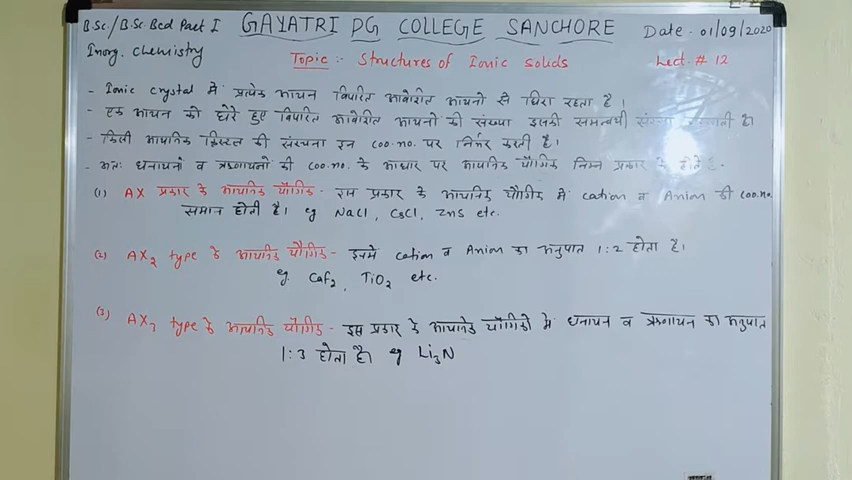 B.Sc./B.Sc. Bed Part I GAYATRI PG COLLEGE SANCHORE Date - 01/09/2020
Inorg. Chemistry Topic :- Structures of Ionic solids Lect. # 12
- Ionic crystal में प्रत्येक आयन विपरित आवेशित आयनों से घिरा रहता है।
- एक आयन को घेरे हुए विपरित आवेशित आयनों की संख्या इसकी समन्वयी संख्या है।
- किसी आयनिक क्रिस्टल की संरचना इन coo.no. पर निर्भर करती है।
- अतः धनायनों व ऋणायनों की coo.no. के आधार पर आयनिक यौगिक निम्न प्रकार के होते है-
(1) AX प्रकार के आयनिक यौगिक - इस प्रकार के आयनिक यौगिक में cation व Anion की coo.no.
समान होती है। eg NaCl, CsCl, ZnS etc.
(2) AX2 type के आयनिक यौगिक - इनमें cation व Anion का अनुपात 1:2 होता है।
eg. CaF2, TiO2 etc.
(3) AX3 type के आयनिक यौगिक - इस प्रकार के आयनिक यौगिकों में धनायन व ऋणायन का अनुपात
1:3 होता है। eg Li3N